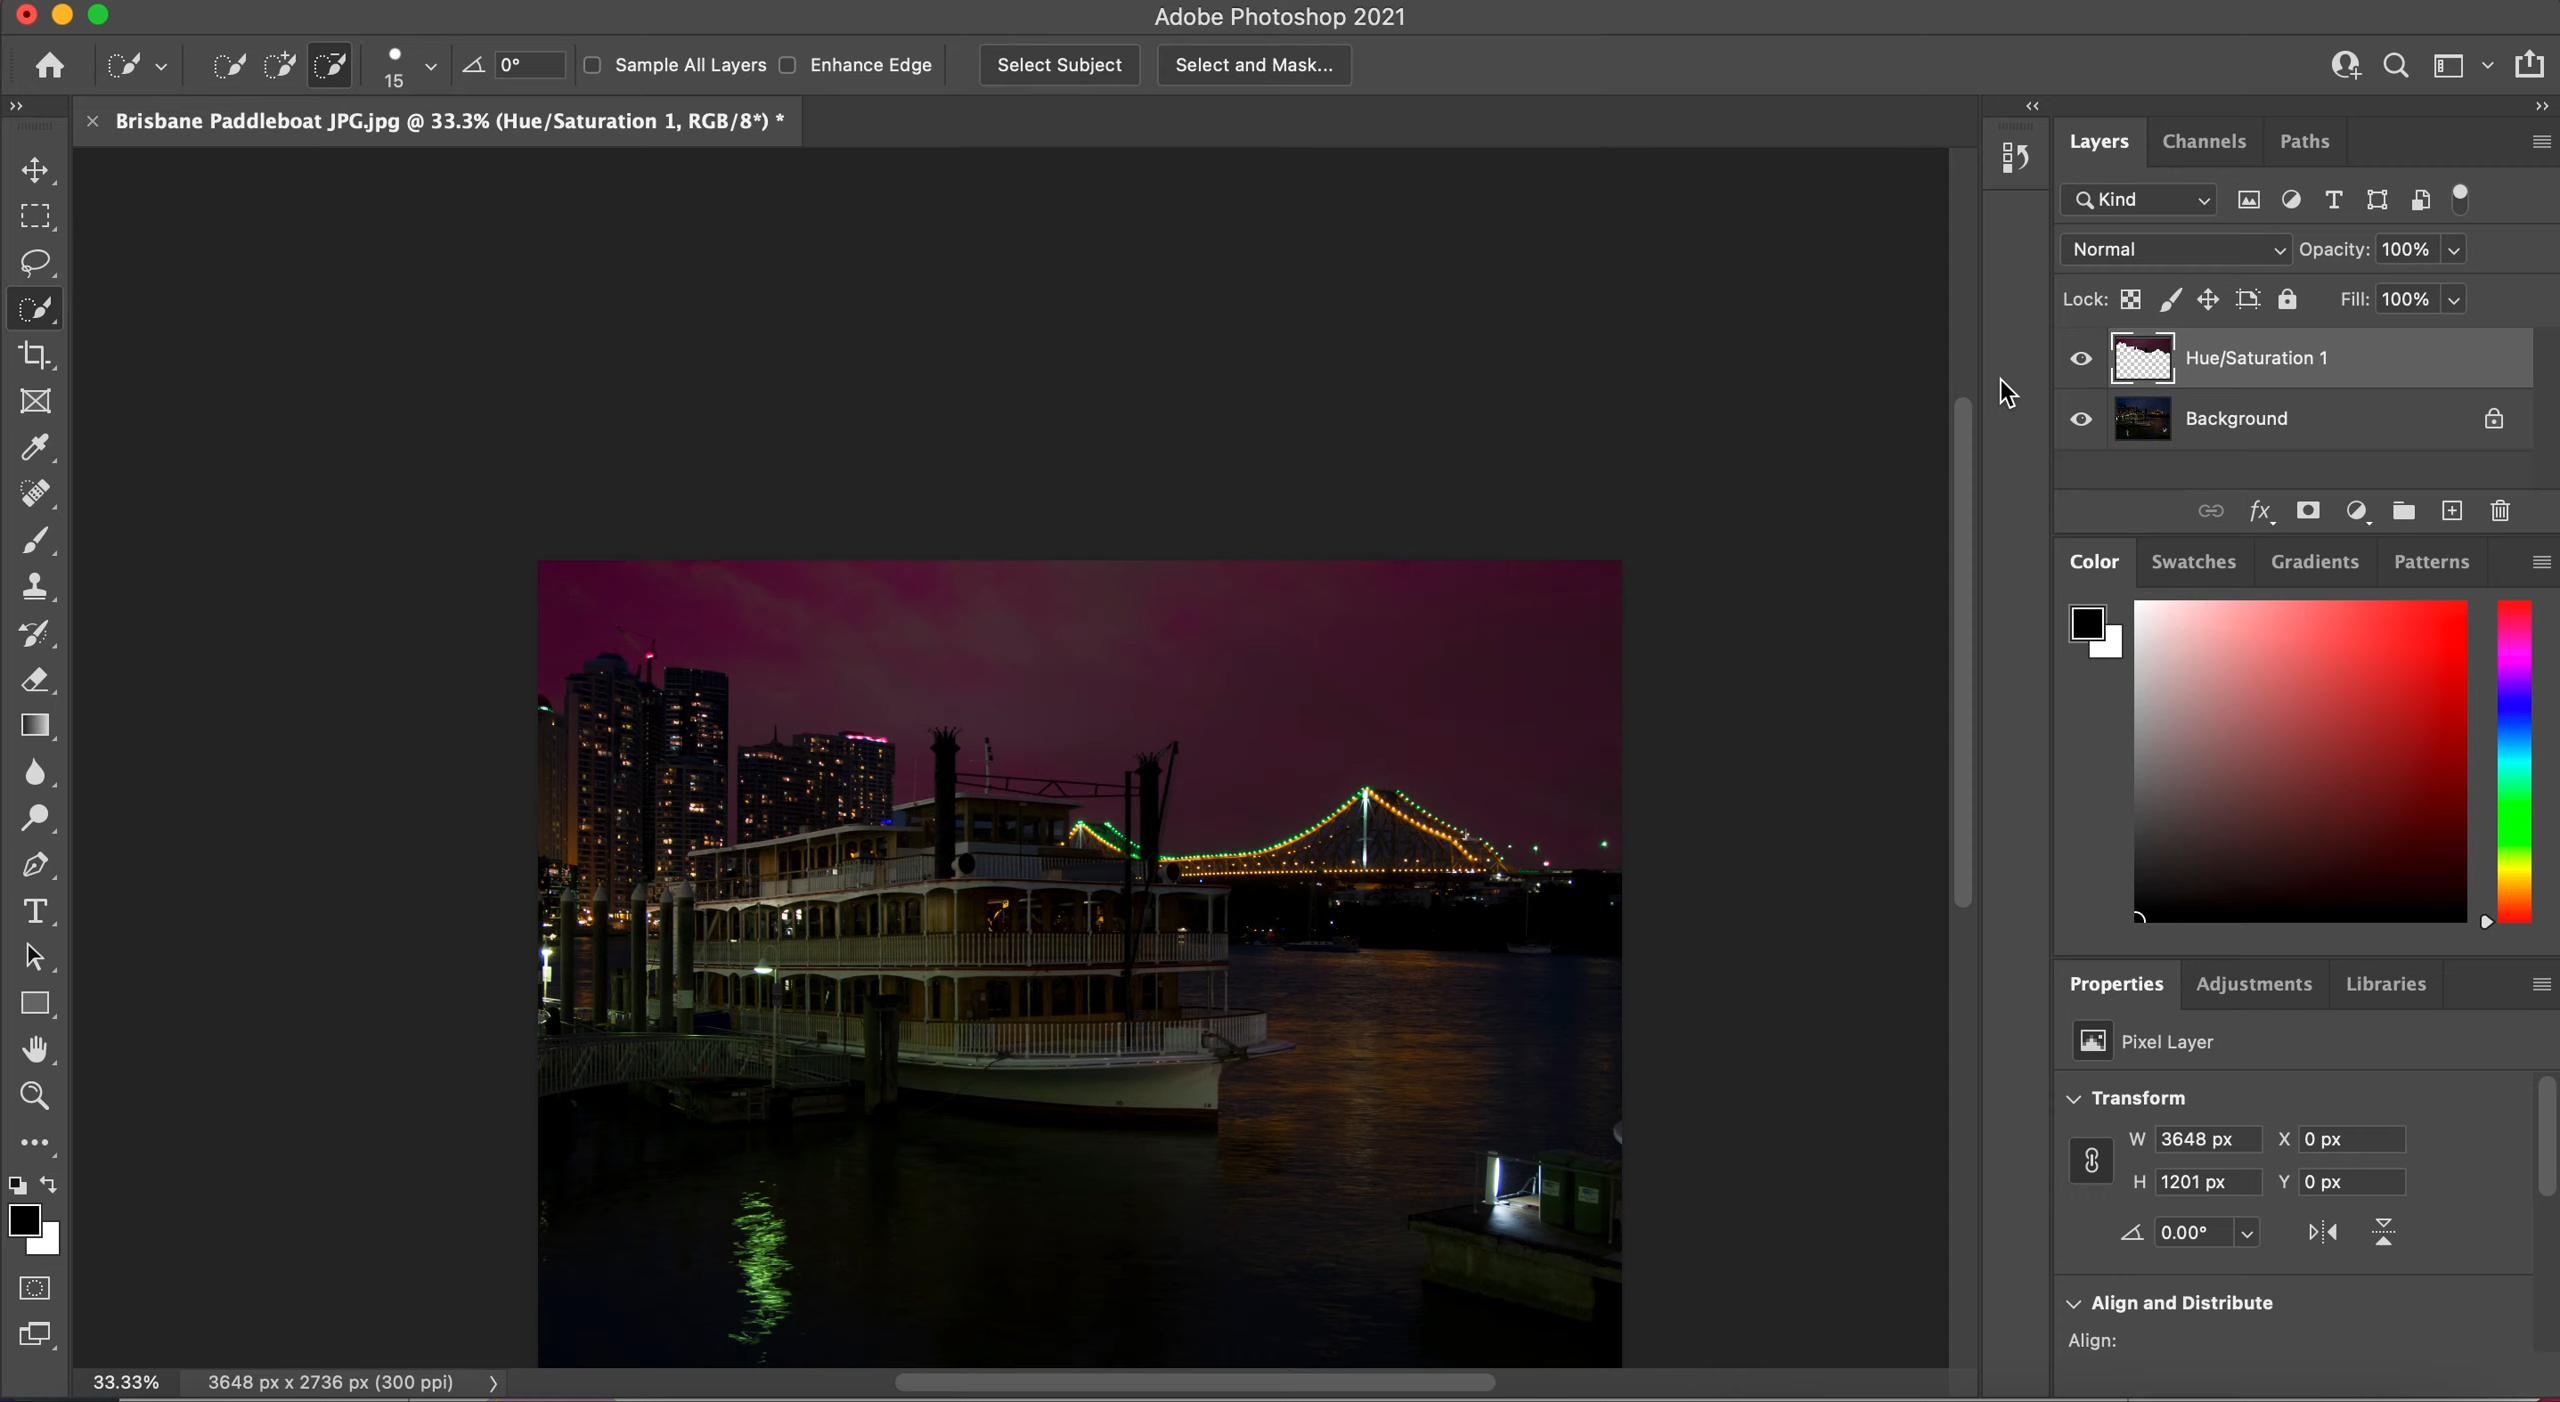 Adobe Photoshop 2021
15
0°
Sample All Layers
Enhance Edge
Select Subject
Select and Mask...
Brisbane Paddleboat JPG.jpg @ 33.3% (Hue/Saturation 1, RGB/8*) *
Layers
Channels
Paths
Kind
Normal
Opacity: 100%
Lock:
Fill: 100%
Hue/Saturation 1
Background
fx
Color
Swatches
Gradients
Patterns
Properties
Adjustments
Libraries
Pixel Layer
Transform
W 3648 px
X 0 px
H 1201 px
Y 0 px
0.00°
Align and Distribute
Align:
33.33%
3648 px x 2736 px (300 ppi)